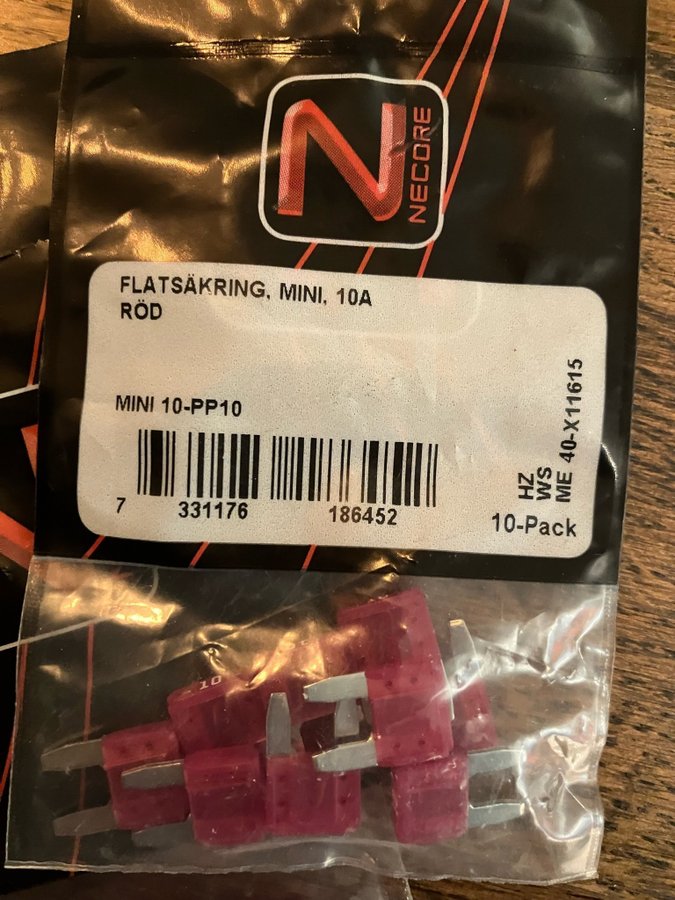 N
NECORE
FLATSÄKRING, MINI, 10A
RÖD
MINI 10-PP10
7 331176 186452
HZ
WS
ME 40-X11615
10-Pack
10